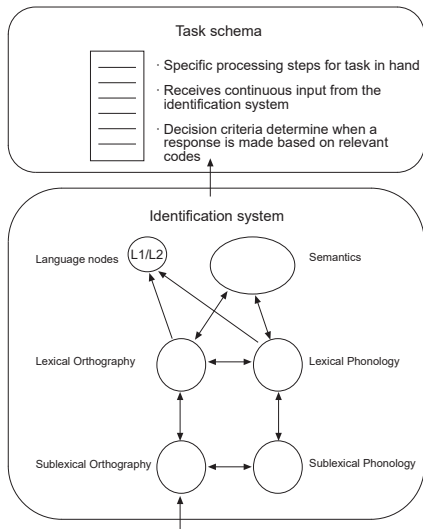 Task schema
· Specific processing steps for task in hand
· Receives continuous input from the
identification system
· Decision criteria determine when a
response is made based on relevant
codes
Identification system
Language nodes
L1/L2
Semantics
Lexical Orthography
Lexical Phonology
Sublexical Orthography
Sublexical Phonology